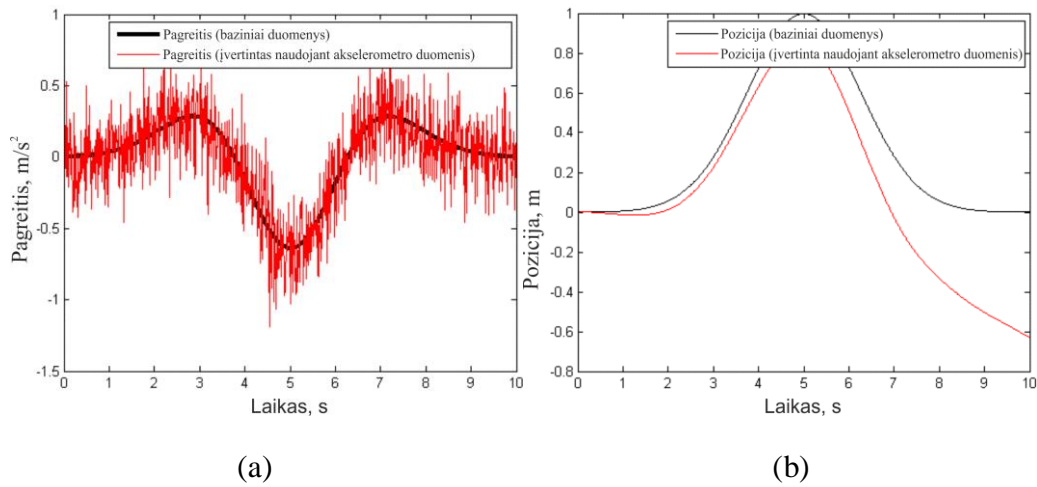 1
Pagreitis (baziniai duomenys)
Pagreitis (įvertintas naudojant akselerometro duomenis)
0.5
0
-0.5
-1
-1.5
Pagreitis, m/s²
0 1 2 3 4 5 6 7 8 9 10
Laikas, s
(a)
1
Pozicija (baziniai duomenys)
Pozicija (įvertinta naudojant akselerometro duomenis)
0.8
0.6
0.4
0.2
0
-0.2
-0.4
-0.6
-0.8
Pozicija, m
0 1 2 3 4 5 6 7 8 9 10
Laikas, s
(b)